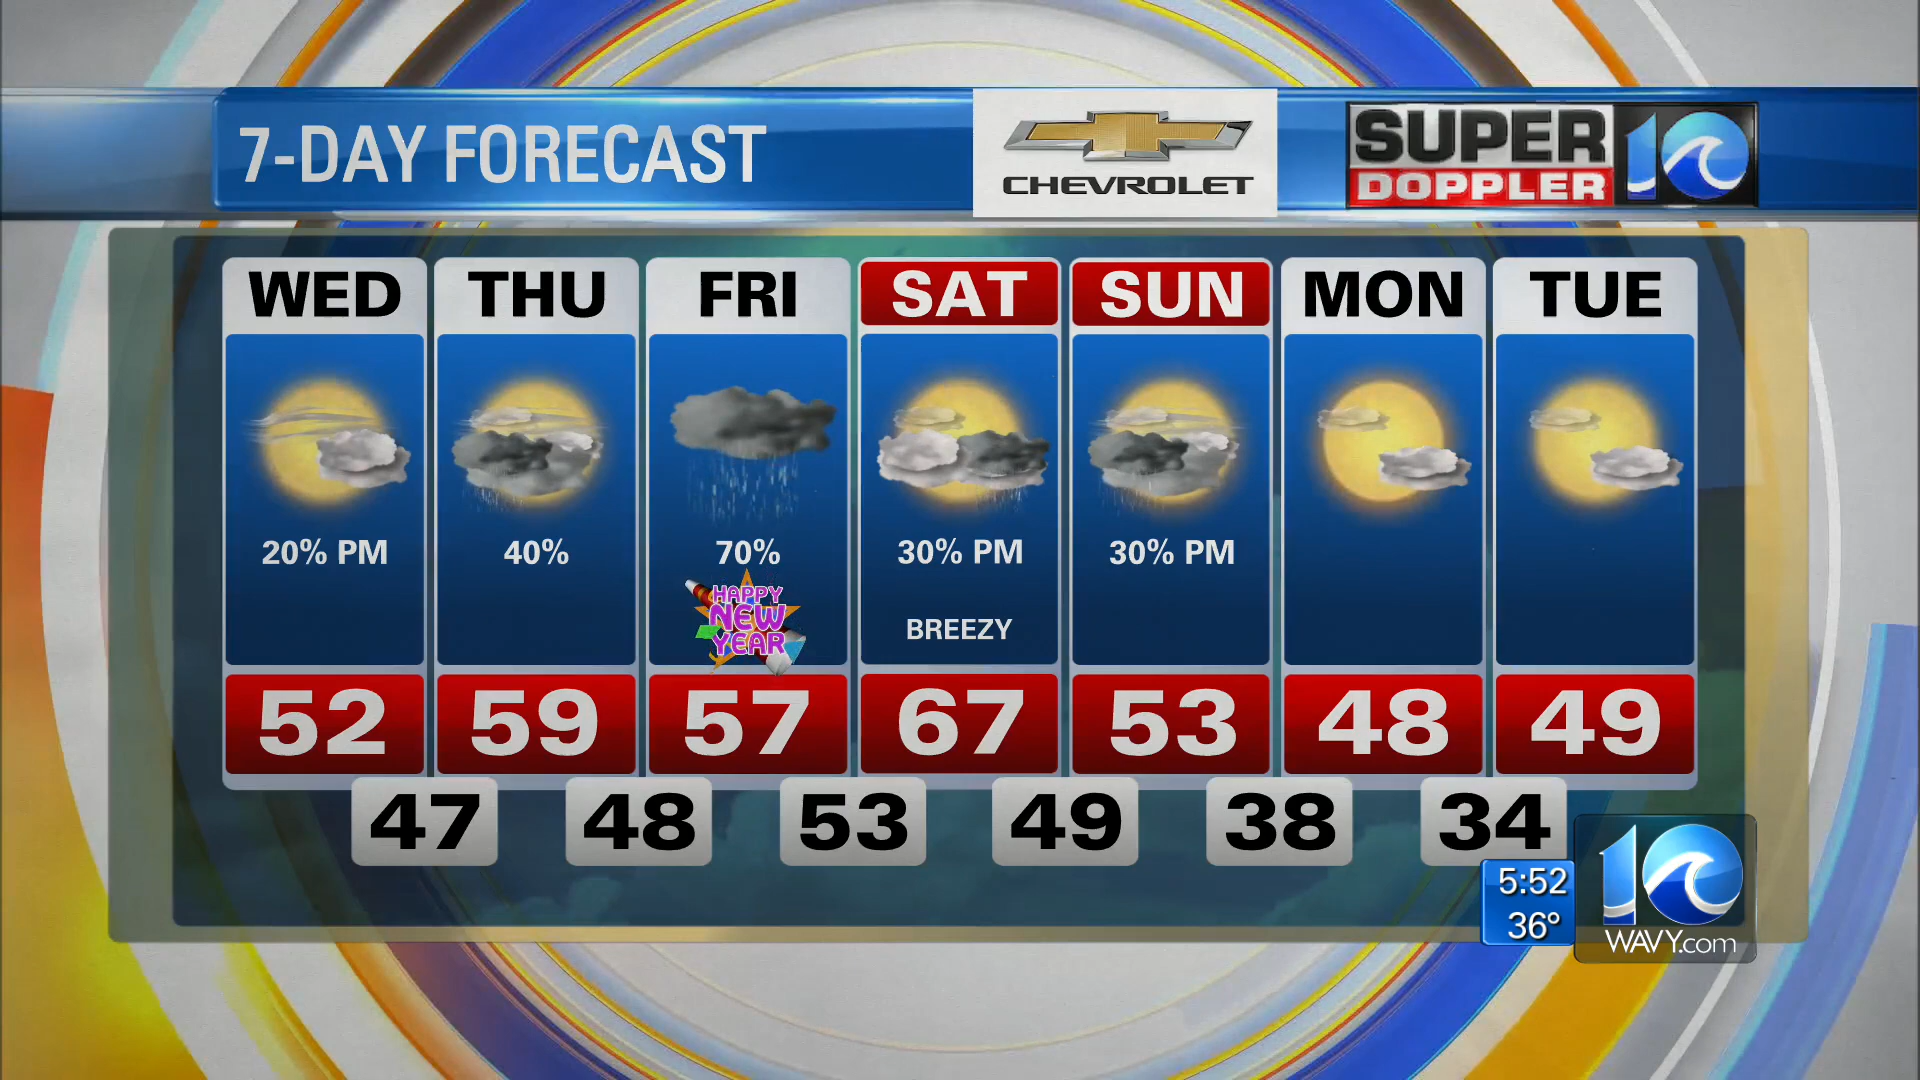 7-DAY FORECAST
CHEVROLET
SUPER
DOPPLER
10
WED THU FRI SAT SUN MON TUE
20% PM 40% 70% 30% PM 30% PM
HAPPY
NEW
YEAR
BREEZY
52 59 57 67 53 48 49
47 48 53 49 38 34
5:52
36°
10
WAVY.com